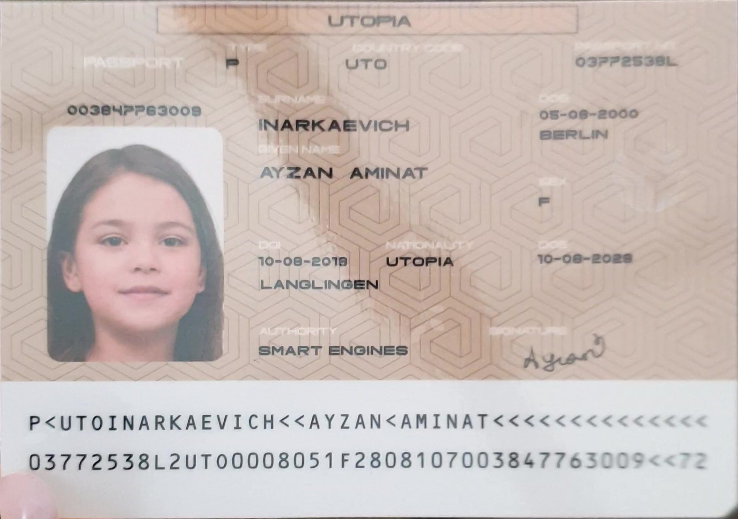 UTOPIA
PASSPORT
TYPE
P
COUNTRY CODE
UTO
PASSPORT NR
03772538L
003847763009
SURNAME
INARKAEVICH
GIVEN NAME
AYZAN AMINAT
DOB
05-08-2000
BERLIN
SEX
F
DOI
10-08-2018
LANGLINGEN
NATIONALITY
UTOPIA
DOE
10-08-2028
AUTHORITY
SMART ENGINES
SIGNATURE
Ayzan
P<UTOINARKAEVICH<<AYZAN<AMINAT<<<<<<<<<<<<<<
03772538L2UTO0008051F2808107003847763009<<72